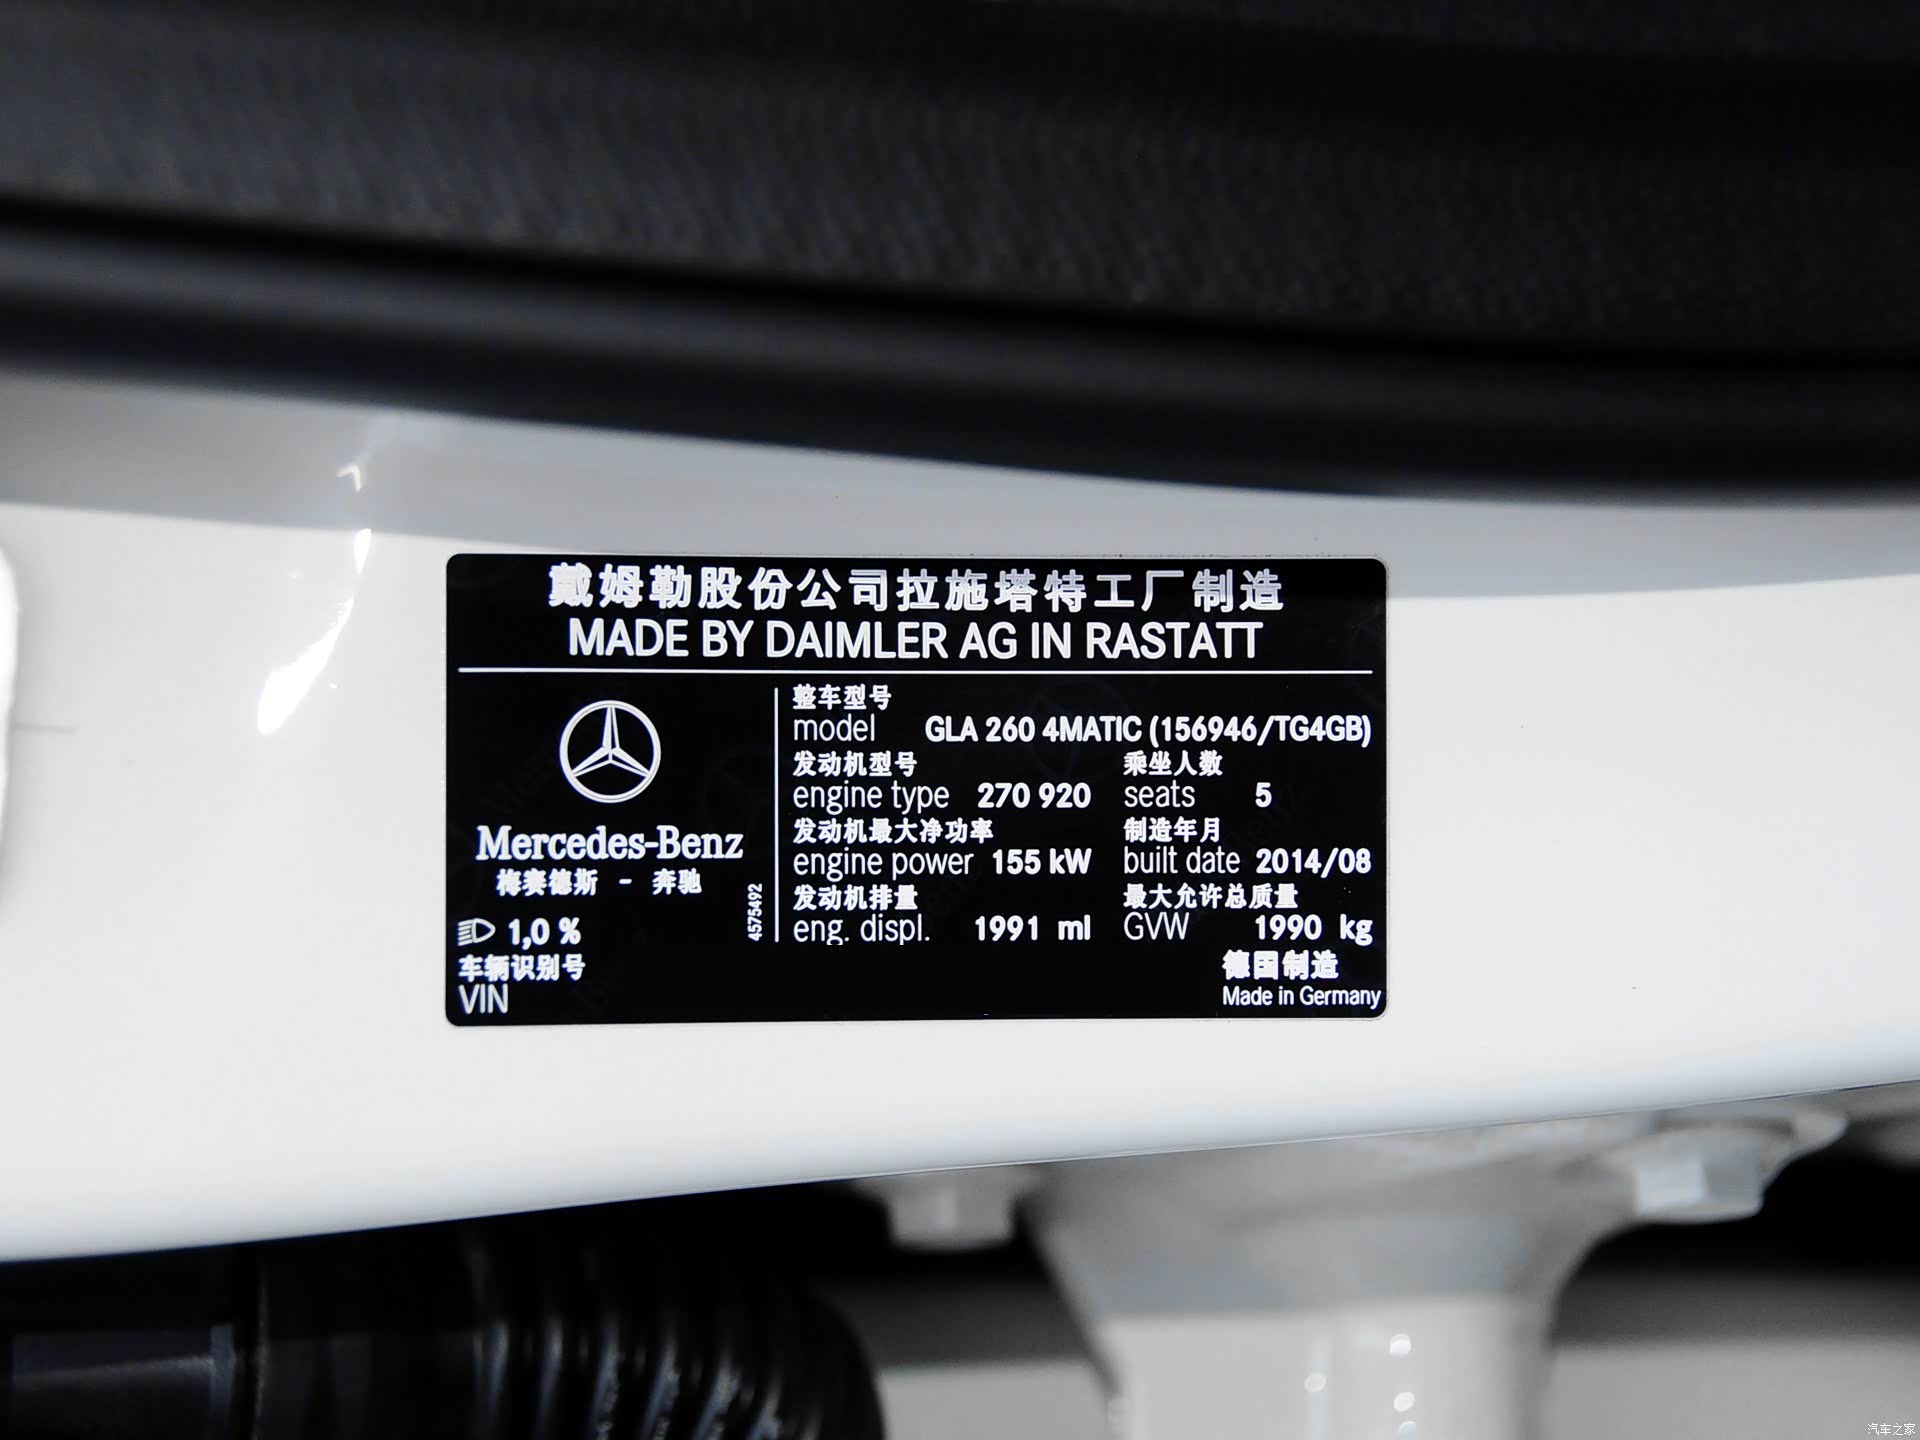 戴姆勒股份公司拉施塔特工厂制造
MADE BY DAIMLER AG IN RASTATT
Mercedes-Benz
梅赛德斯 - 奔驰
1,0 %
4575492
整车型号
model GLA 260 4MATIC (156946/TG4GB)
发动机型号 乘坐人数
engine type 270 920 seats 5
发动机最大净功率 制造年月
engine power 155 kW built date 2014/08
发动机排量 最大允许总质量
eng. displ. 1991 ml GVW 1990 kg
车辆识别号 德国制造
VIN Made in Germany
汽车之家